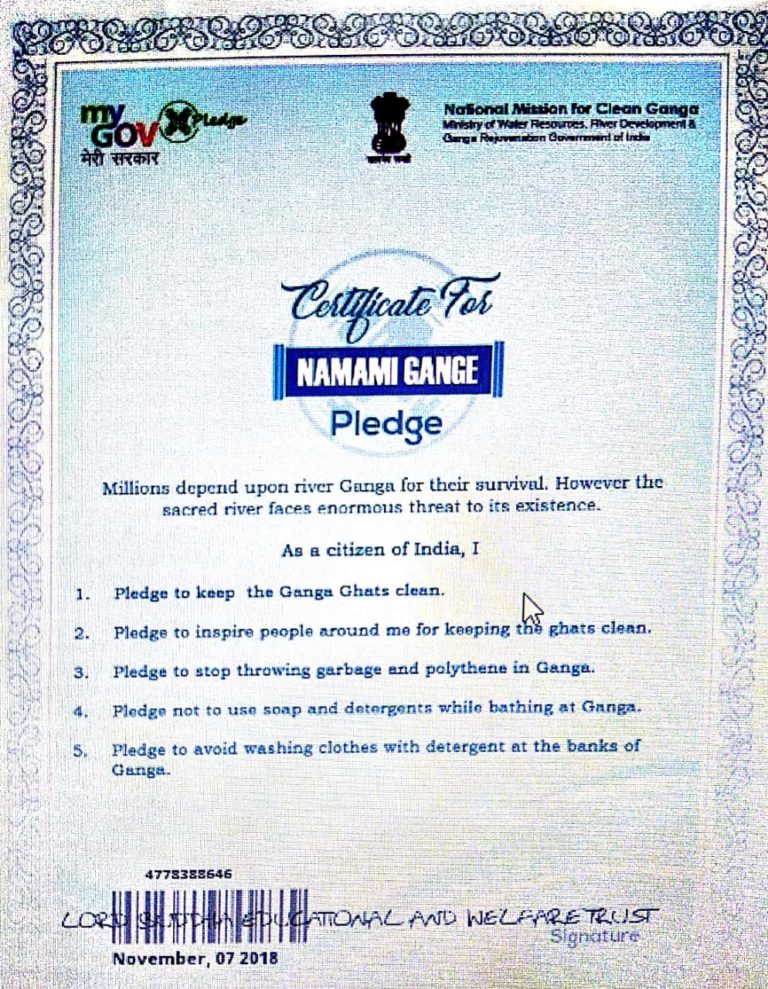 my
GOV Pledge
मेरी सरकार
National Mission for Clean Ganga
Ministry of Water Resources, River Development &
Ganga Rejuvenation Government of India
Certificate For
NAMAMI GANGE
Pledge
Millions depend upon river Ganga for their survival. However the
sacred river faces enormous threat to its existence.
As a citizen of India, I
1. Pledge to keep the Ganga Ghats clean.
2. Pledge to inspire people around me for keeping the ghats clean.
3. Pledge to stop throwing garbage and polythene in Ganga.
4. Pledge not to use soap and detergents while bathing at Ganga.
5. Pledge to avoid washing clothes with detergent at the banks of
Ganga.
4778388646
LORD BUDDHA EDUCATIONAL AND WELFARE TRUST
Signature
November, 07 2018